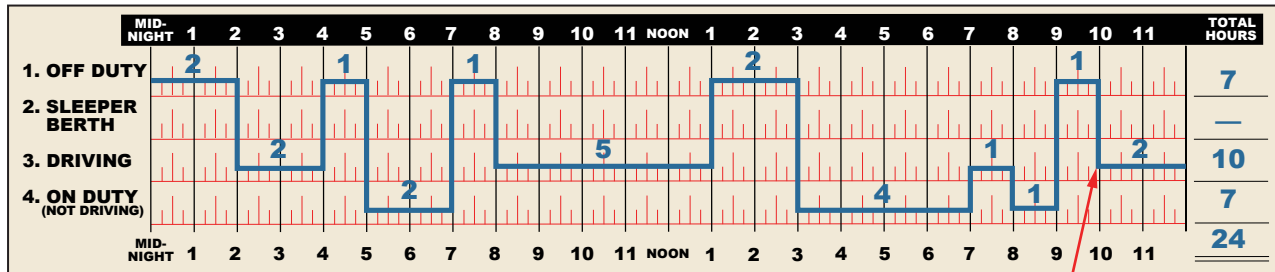 MID-NIGHT 1 2 3 4 5 6 7 8 9 10 11 NOON 1 2 3 4 5 6 7 8 9 10 11 TOTAL HOURS
1. OFF DUTY 2 1 1 2 1 7
2. SLEEPER BERTH —
3. DRIVING 2 5 1 2 10
4. ON DUTY (NOT DRIVING) 2 4 1 7
MID-NIGHT 1 2 3 4 5 6 7 8 9 10 11 NOON 1 2 3 4 5 6 7 8 9 10 11 24